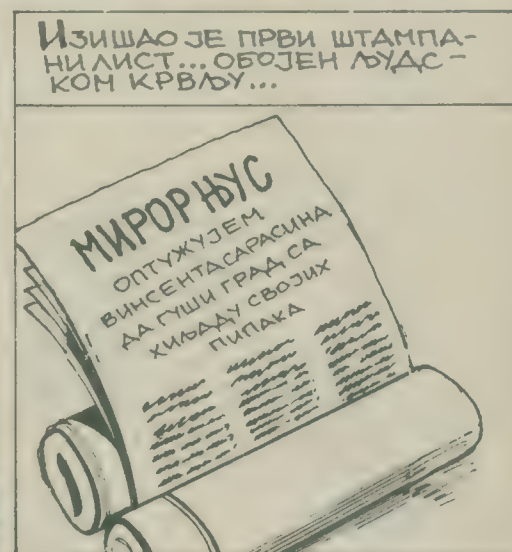 ИЗИШАО ЈЕ ПРВИ ШТАМПА-
НИ ЛИСТ... ОБОЈЕН ЉУДС-
КОМ КРВЉУ...
МИРОР ЊУС
ОПТУЖУЈЕМ
ВИНСЕНТА САРАСИНА
ДА ГУШИ ГРАД СА
ХИЉАДУ СВОЈИХ
ПИПАКА